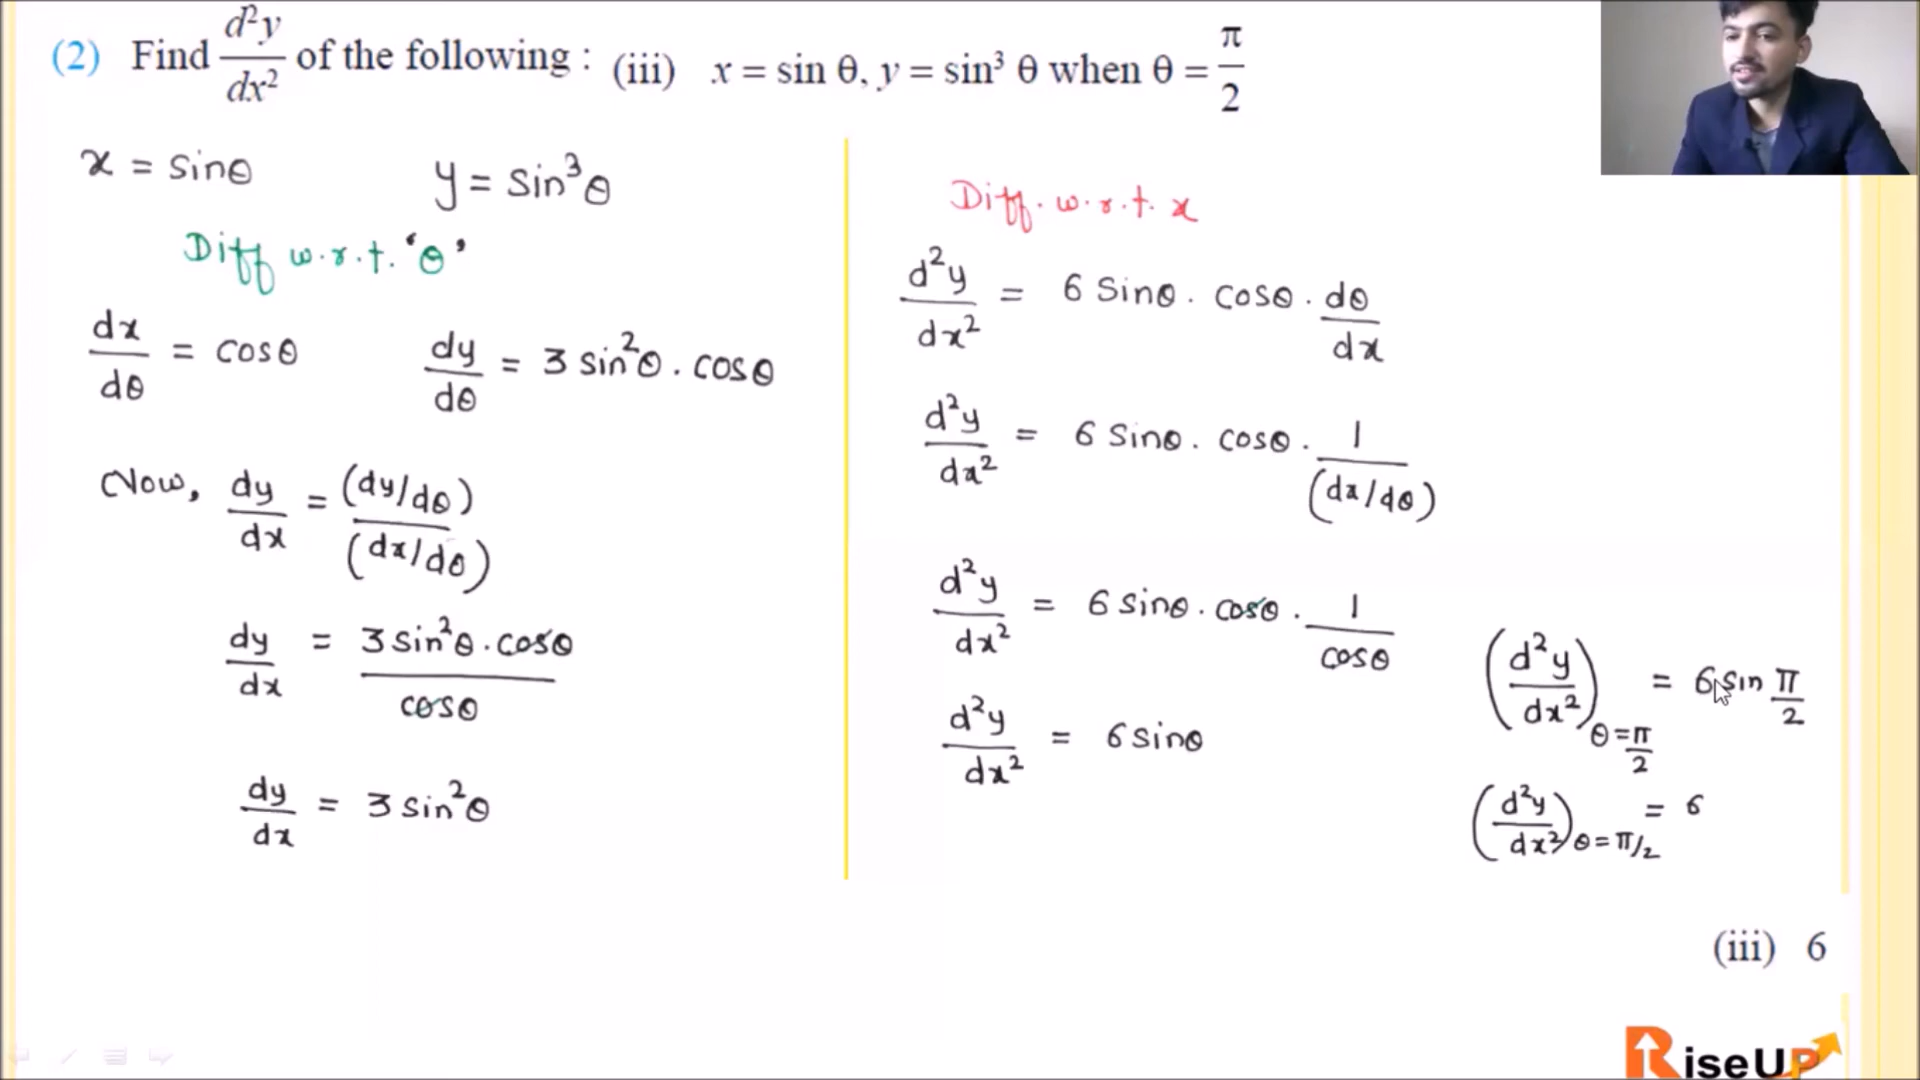 (2) Find d²y/dx² of the following : (iii) x = sin θ, y = sin³ θ when θ = π/2
x = sinθ
y = sin³θ
Diff w.r.t. 'θ'
dx/dθ = cosθ
dy/dθ = 3 sin²θ . cosθ
Now, dy/dx = (dy/dθ)/(dx/dθ)
dy/dx = 3 sin²θ . cosθ / cosθ
dy/dx = 3 sin²θ
Diff. w.r.t. x
d²y/dx² = 6 Sinθ . cosθ . dθ/dx
d²y/dx² = 6 Sinθ . cosθ . 1/(dx/dθ)
d²y/dx² = 6 sinθ . cosθ . 1/cosθ
d²y/dx² = 6 sinθ
(d²y/dx²)θ=π/2 = 6 sin π/2
(d²y/dx²)θ=π/2 = 6
(iii) 6
RiseUP